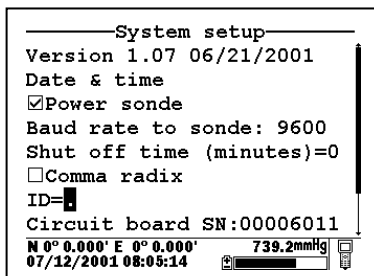 System setup
Version 1.07 06/21/2001
Date & time
☑Power sonde
Baud rate to sonde: 9600
Shut off time (minutes)=0
☐Comma radix
ID=.
Circuit board SN:00006011
N 0° 0.000' E 0° 0.000' 739.2mmHg
07/12/2001 08:05:14